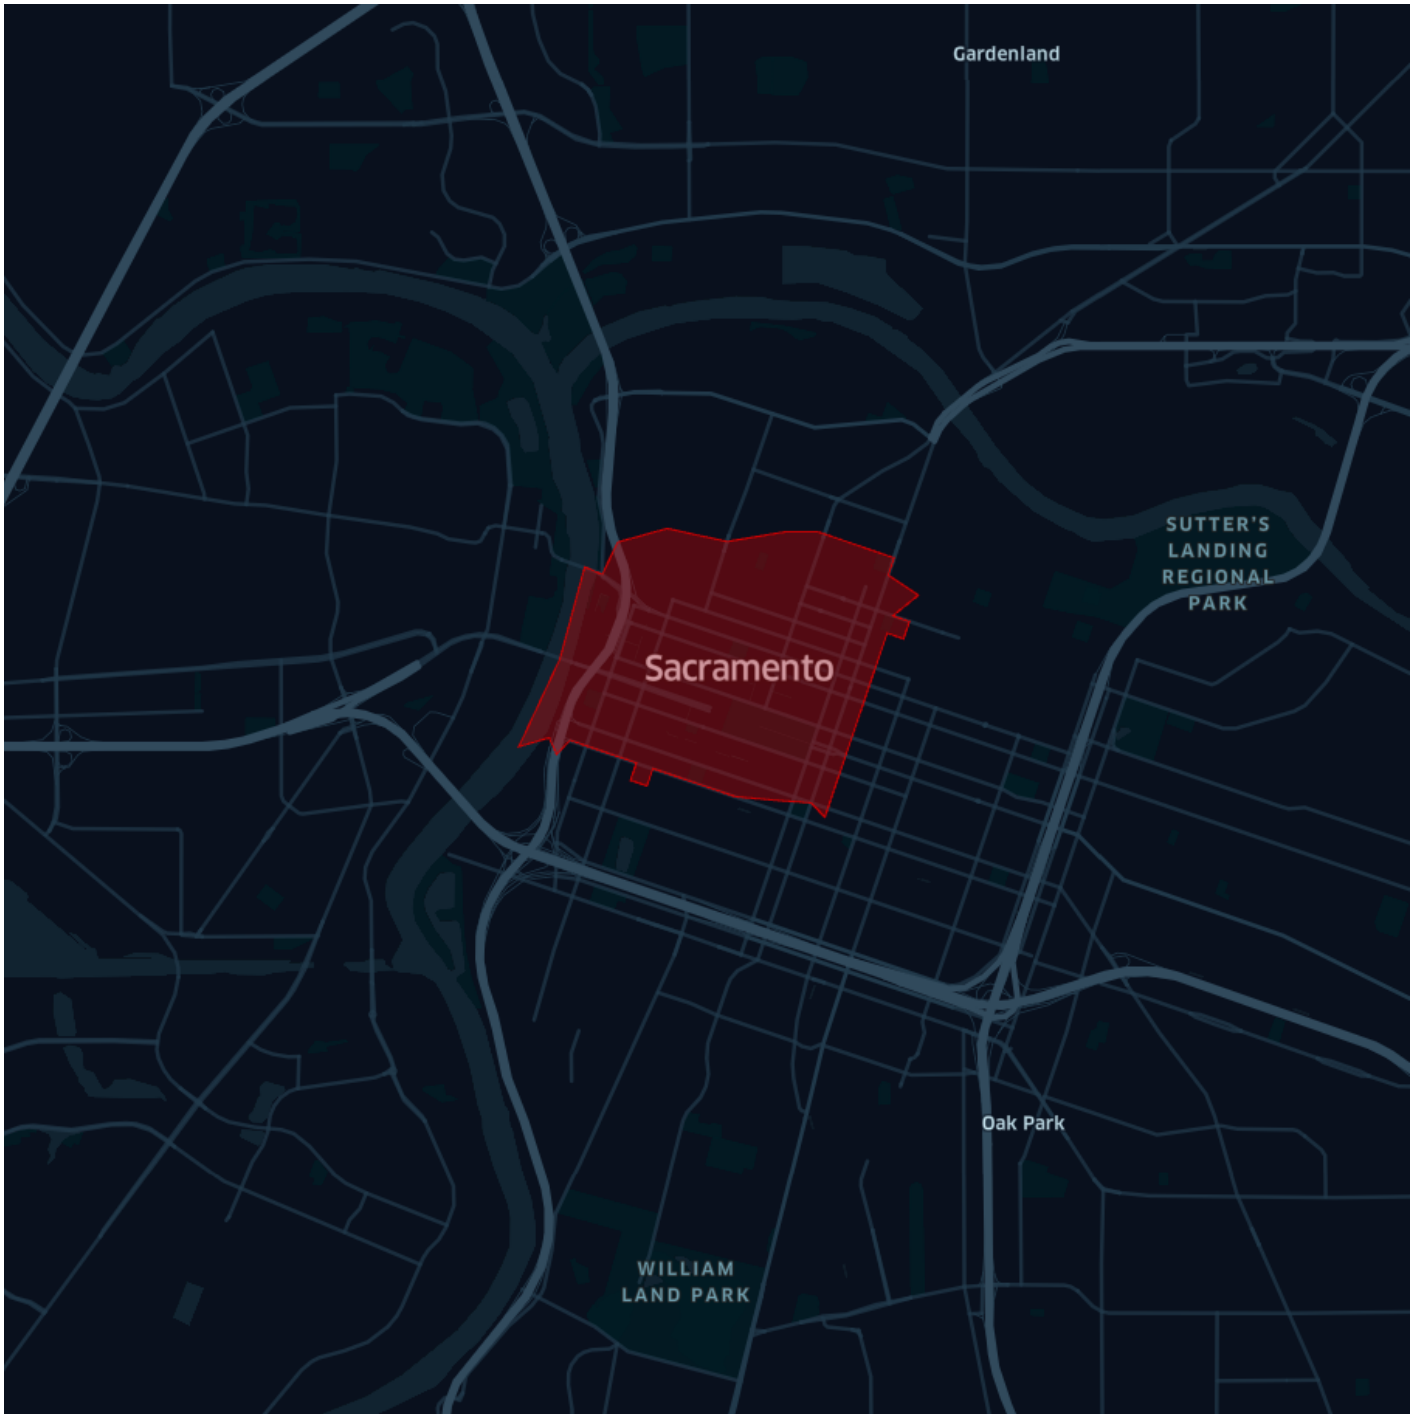 Gardenland
SUTTER'S
LANDING
REGIONAL
PARK
Sacramento
Oak Park
WILLIAM
LAND PARK